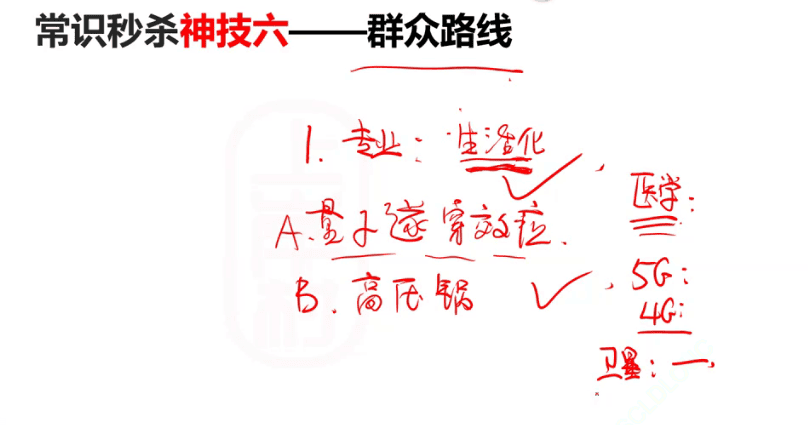 常识秒杀神技六——群众路线
1. 专业：生活化
医学：
A. 量子遂穿效应.
B. 高压锅
5G：
4G：
卫星：一